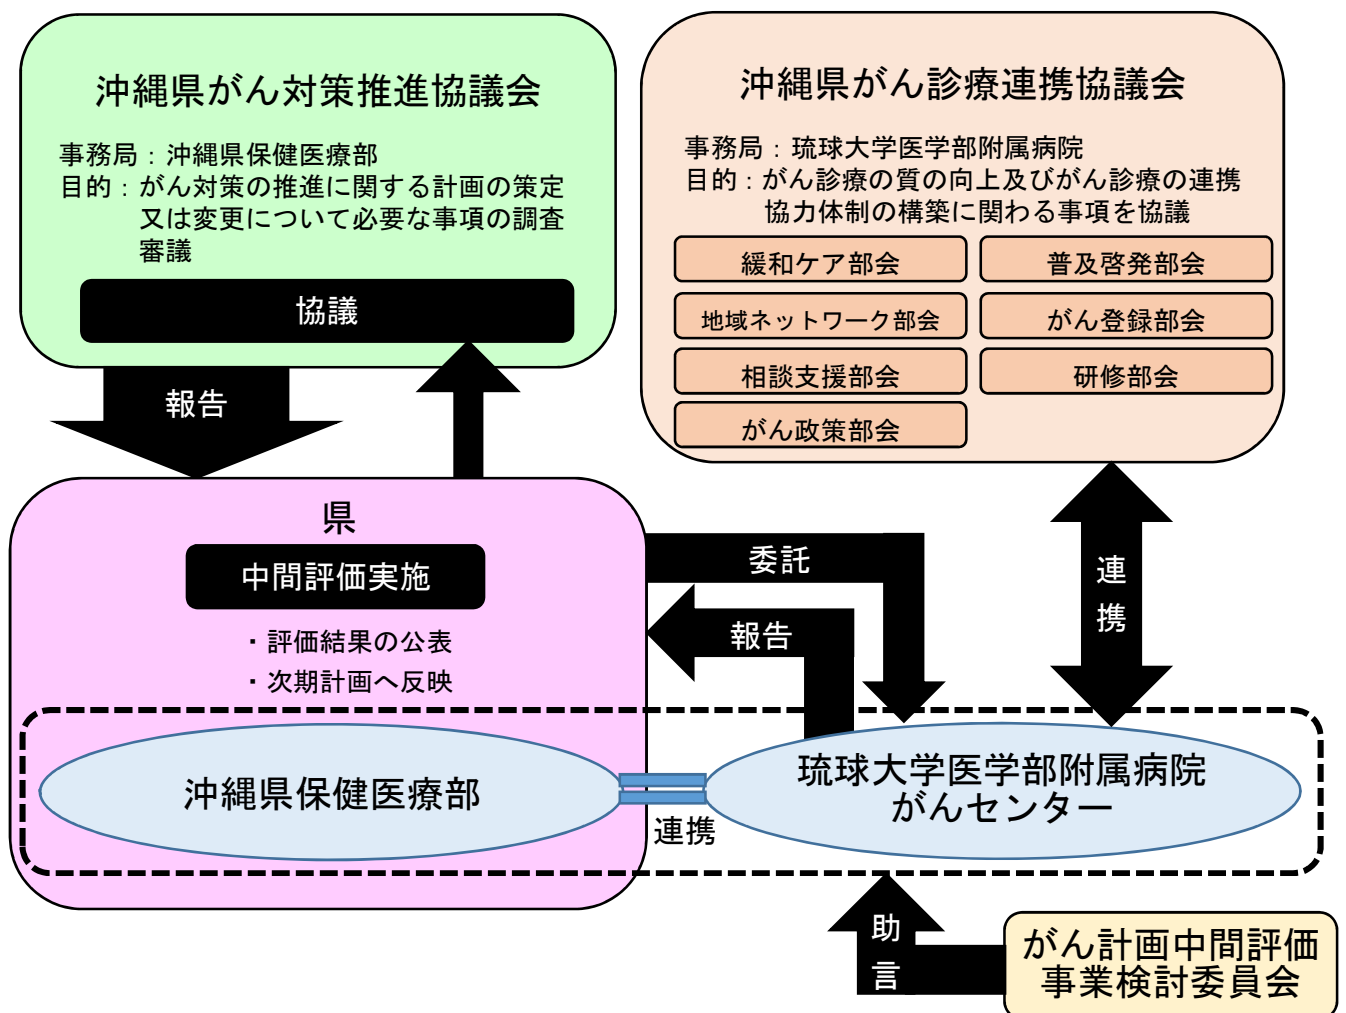 沖縄県がん対策推進協議会
事務局：沖縄県保健医療部
目的：がん対策の推進に関する計画の策定
又は変更について必要な事項の調査
審議
協議
沖縄県がん診療連携協議会
事務局：琉球大学医学部附属病院
目的：がん診療の質の向上及びがん診療の連携
協力体制の構築に関わる事項を協議
緩和ケア部会
普及啓発部会
地域ネットワーク部会
がん登録部会
相談支援部会
研修部会
がん政策部会
報告
県
中間評価実施
・評価結果の公表
・次期計画へ反映
委託
報告
連
携
沖縄県保健医療部
連携
琉球大学医学部附属病院
がんセンター
助
言
がん計画中間評価
事業検討委員会